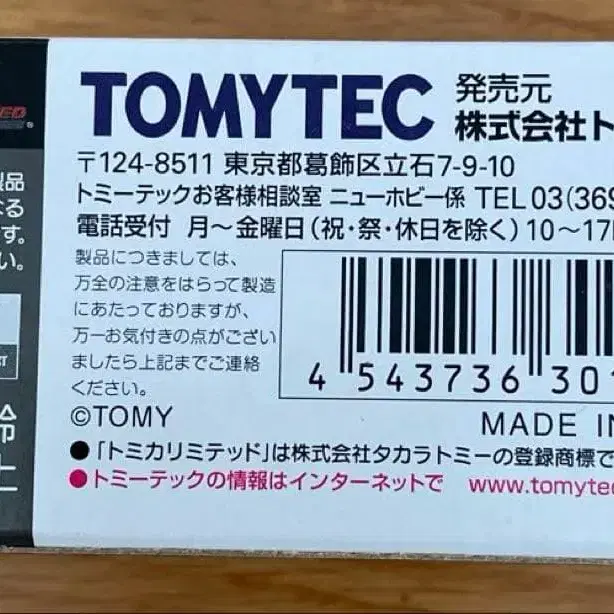 TOMYTEC 発売元
株式会社ト
〒124-8511 東京都葛飾区立石7-9-10
トミーテックお客様相談室 ニューホビー係 TEL 03(369
電話受付 月〜金曜日(祝・祭・休日を除く)10〜17
製品につきましては、
万全の注意をはらって製造
にあたっておりますが、
万一お気付きの点がござい
ましたら上記までご連絡
ください。
4 543736 301
©TOMY
MADE IN
●「トミカリミテッド」は株式会社タカラトミーの登録商標で
●トミーテックの情報はインターネットで www.tomytec
製品
なる
す。
い。